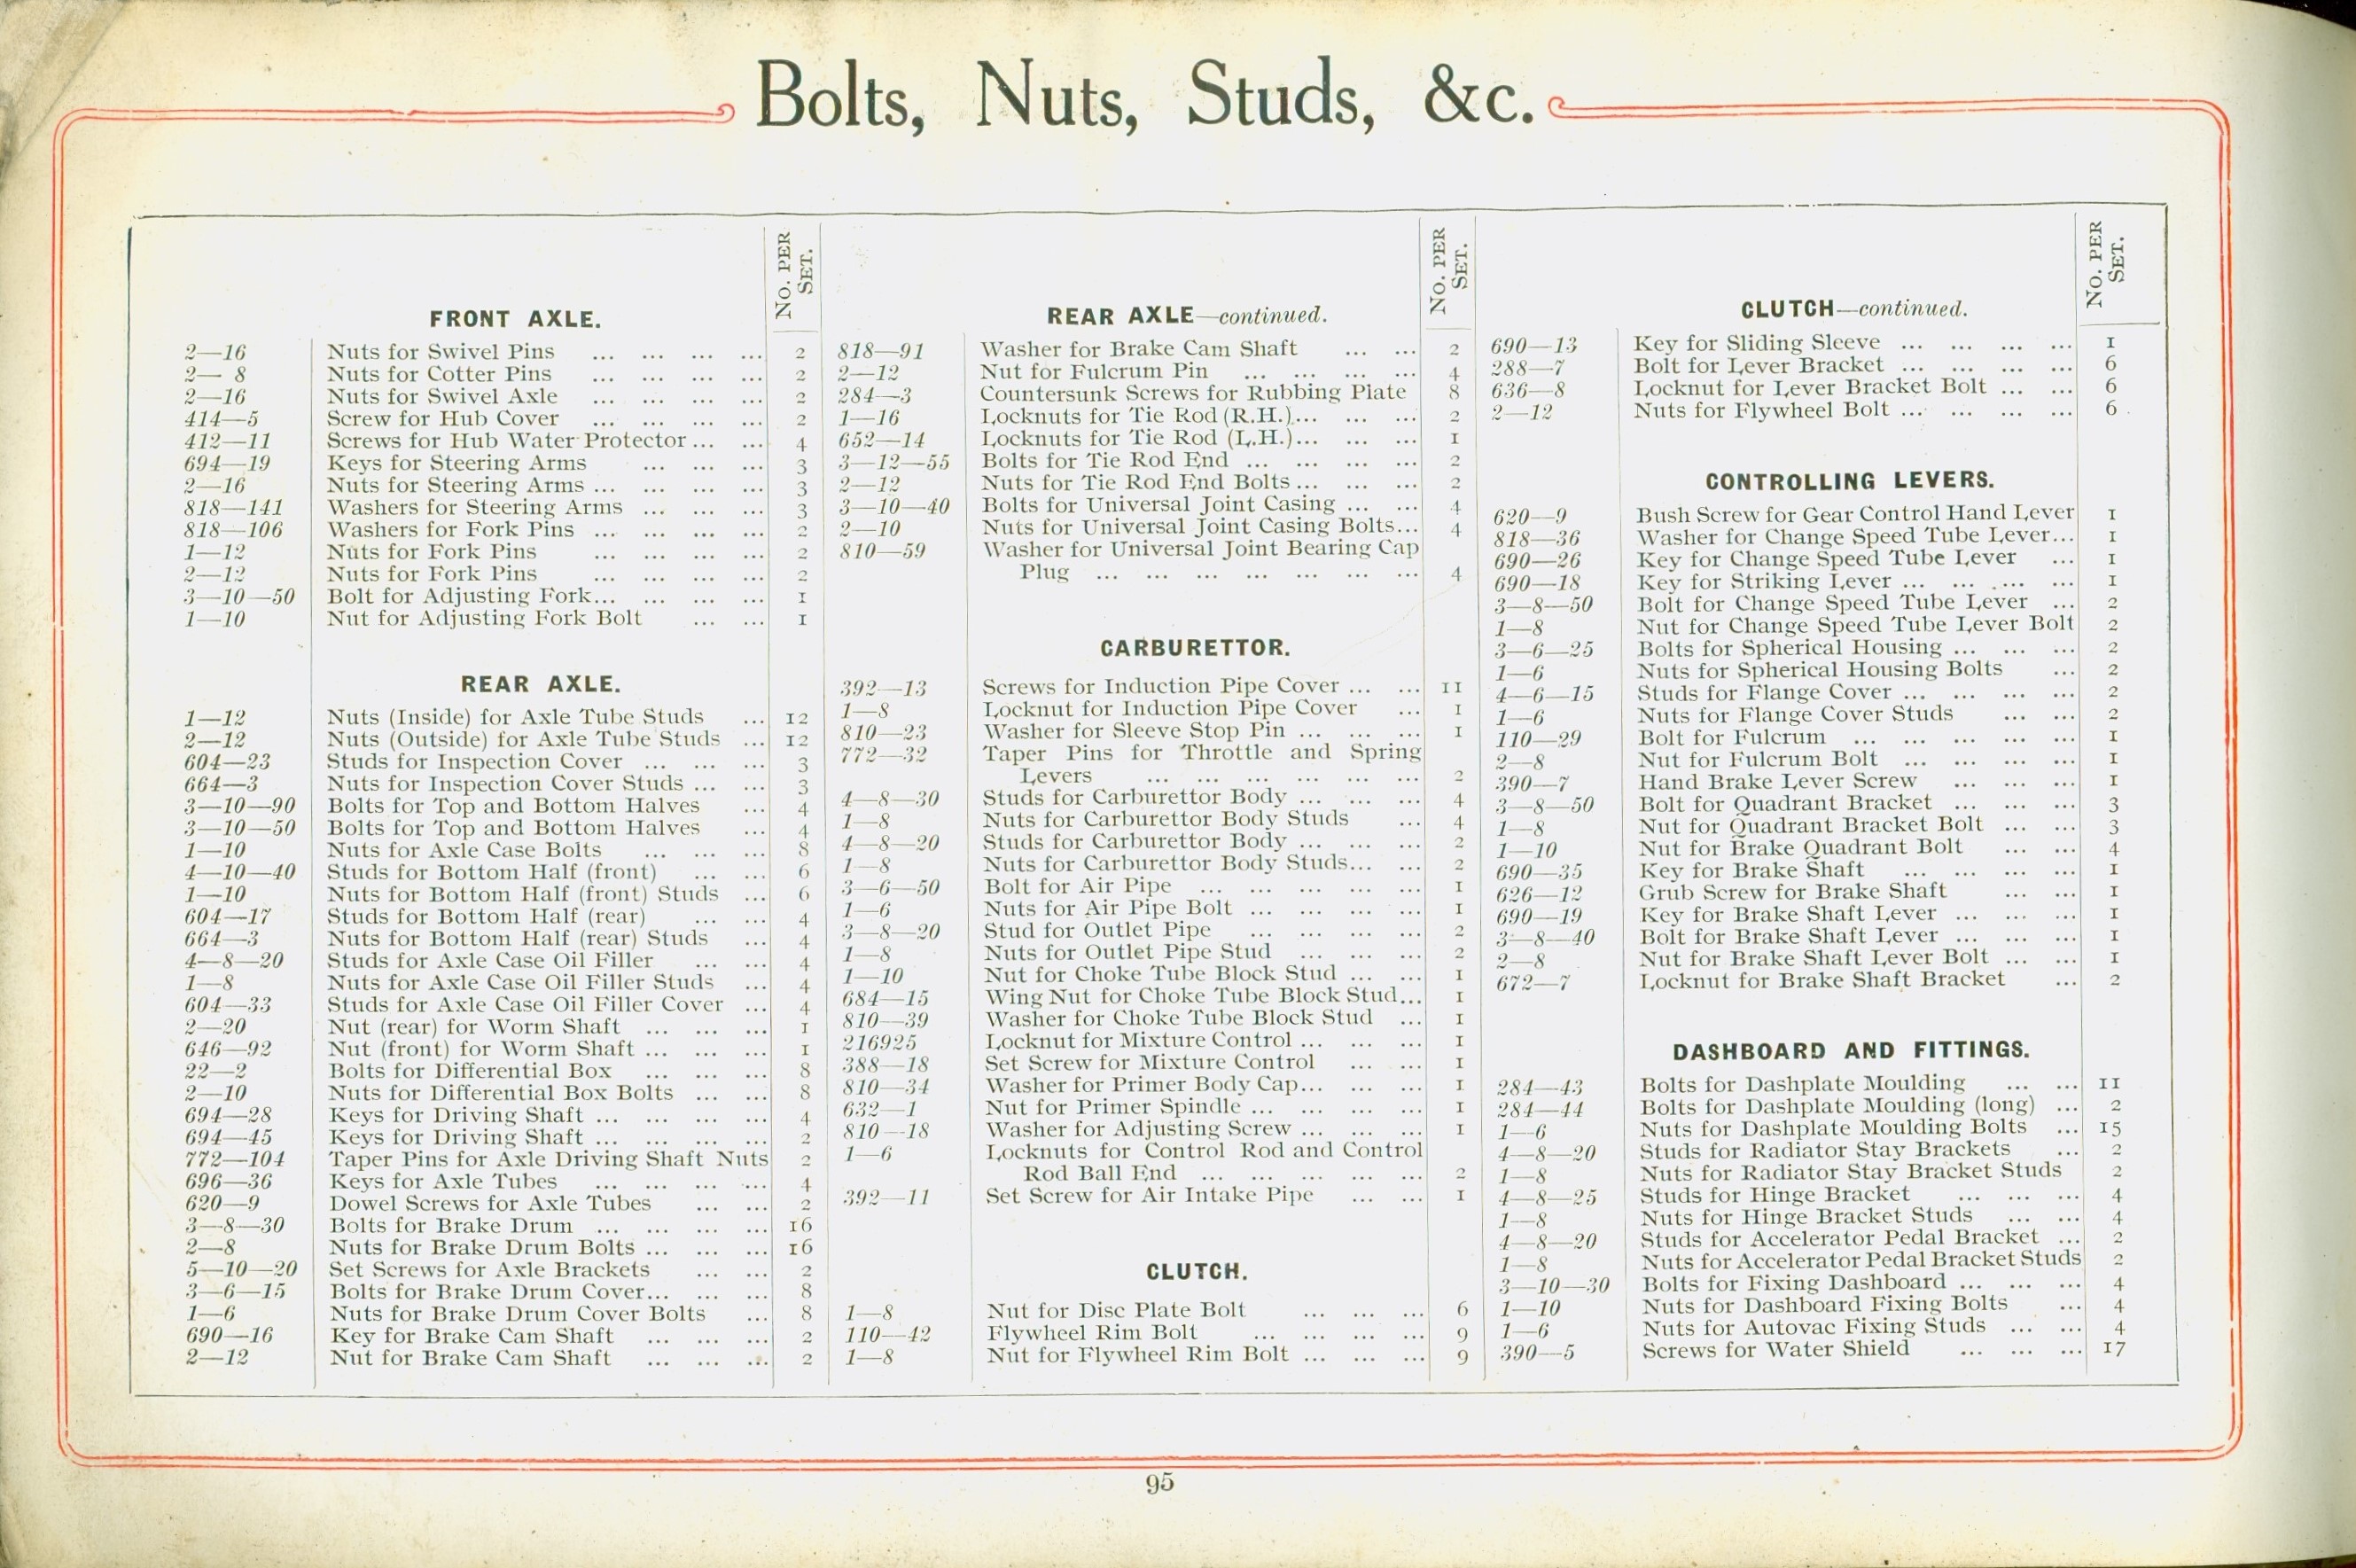 Bolts, Nuts, Studs, &c.
No. PER SET.
FRONT AXLE.
2—16 Nuts for Swivel Pins ... ... ... ... 2
2— 8 Nuts for Cotter Pins ... ... ... ... 2
2—16 Nuts for Swivel Axle ... ... ... ... 2
414—5 Screw for Hub Cover ... ... ... ... 2
412—11 Screws for Hub Water Protector ... ... ... 4
694—19 Keys for Steering Arms ... ... ... 3
2—16 Nuts for Steering Arms ... ... ... ... 3
818—141 Washers for Steering Arms ... ... ... 3
818—106 Washers for Fork Pins ... ... ... ... 2
1—12 Nuts for Fork Pins ... ... ... ... 2
2—12 Nuts for Fork Pins ... ... ... ... 2
3—10—50 Bolt for Adjusting Fork... ... ... ... 1
1—10 Nut for Adjusting Fork Bolt ... ... 1
REAR AXLE.
1—12 Nuts (Inside) for Axle Tube Studs ... 12
2—12 Nuts (Outside) for Axle Tube Studs ... 12
604—23 Studs for Inspection Cover ... ... ... 3
664—3 Nuts for Inspection Cover Studs ... ... 3
3—10—90 Bolts for Top and Bottom Halves ... 4
3—10—50 Bolts for Top and Bottom Halves ... 4
1—10 Nuts for Axle Case Bolts ... ... ... 8
4—10—40 Studs for Bottom Half (front) ... ... 6
1—10 Nuts for Bottom Half (front) Studs ... 6
604—17 Studs for Bottom Half (rear) ... ... 4
664—3 Nuts for Bottom Half (rear) Studs ... 4
4—8—20 Studs for Axle Case Oil Filler ... ... 4
1—8 Nuts for Axle Case Oil Filler Studs ... 4
604—33 Studs for Axle Case Oil Filler Cover ... 4
2—20 Nut (rear) for Worm Shaft ... ... ... 1
646—92 Nut (front) for Worm Shaft ... ... ... 1
22—2 Bolts for Differential Box ... ... ... 8
2—10 Nuts for Differential Box Bolts ... ... 8
694—28 Keys for Driving Shaft ... ... ... ... 4
694—45 Keys for Driving Shaft ... ... ... ... 2
772—104 Taper Pins for Axle Driving Shaft Nuts 2
696—36 Keys for Axle Tubes ... ... ... ... 4
620—9 Dowel Screws for Axle Tubes ... ... 2
3—8—30 Bolts for Brake Drum ... ... ... ... 16
2—8 Nuts for Brake Drum Bolts ... ... ... 16
5—10—20 Set Screws for Axle Brackets ... ... 2
3—6—15 Bolts for Brake Drum Cover... ... ... 8
1—6 Nuts for Brake Drum Cover Bolts ... 8
690—16 Key for Brake Cam Shaft ... ... ... 2
2—12 Nut for Brake Cam Shaft ... ... ... 2
No. PER SET.
REAR AXLE—continued.
818—91 Washer for Brake Cam Shaft ... ... 2
2—12 Nut for Fulcrum Pin ... ... ... ... 4
284—3 Countersunk Screws for Rubbing Plate 8
1—16 Locknuts for Tie Rod (R.H.)... ... ... 2
652—14 Locknuts for Tie Rod (L.H.)... ... ... 1
3—12—55 Bolts for Tie Rod End ... ... ... ... 2
2—12 Nuts for Tie Rod End Bolts ... ... ... 2
3—10—40 Bolts for Universal Joint Casing ... ... 4
2—10 Nuts for Universal Joint Casing Bolts... 4
810—59 Washer for Universal Joint Bearing Cap
Plug ... ... ... ... ... ... ... 4
CARBURETTOR.
392—13 Screws for Induction Pipe Cover ... ... 11
1—8 Locknut for Induction Pipe Cover ... 1
810—23 Washer for Sleeve Stop Pin ... ... ... 1
772—32 Taper Pins for Throttle and Spring
Levers ... ... ... ... ... ... 2
4—8—30 Studs for Carburettor Body ... ... ... 4
1—8 Nuts for Carburettor Body Studs ... 4
4—8—20 Studs for Carburettor Body ... ... ... 2
1—8 Nuts for Carburettor Body Studs... ... 2
3—6—50 Bolt for Air Pipe ... ... ... ... ... 1
1—6 Nuts for Air Pipe Bolt ... ... ... ... 1
3—8—20 Stud for Outlet Pipe ... ... ... ... 2
1—8 Nuts for Outlet Pipe Stud ... ... ... 2
1—10 Nut for Choke Tube Block Stud ... ... 1
684—15 Wing Nut for Choke Tube Block Stud... 1
810—39 Washer for Choke Tube Block Stud ... 1
216925 Locknut for Mixture Control ... ... ... 1
388—18 Set Screw for Mixture Control ... ... 1
810—34 Washer for Primer Body Cap... ... ... 1
632—1 Nut for Primer Spindle ... ... ... ... 1
810—18 Washer for Adjusting Screw ... ... ... 1
1—6 Locknuts for Control Rod and Control
Rod Ball End ... ... ... ... ... 2
392—11 Set Screw for Air Intake Pipe ... ... 1
CLUTCH.
1—8 Nut for Disc Plate Bolt ... ... ... 6
110—42 Flywheel Rim Bolt ... ... ... ... 9
1—8 Nut for Flywheel Rim Bolt ... ... ... 9
No. PER SET.
CLUTCH—continued.
690—13 Key for Sliding Sleeve ... ... ... ... 1
288—7 Bolt for Lever Bracket ... ... ... ... 6
636—8 Locknut for Lever Bracket Bolt ... ... 6
2—12 Nuts for Flywheel Bolt ... ... ... ... 6
CONTROLLING LEVERS.
620—9 Bush Screw for Gear Control Hand Lever 1
818—36 Washer for Change Speed Tube Lever... 1
690—26 Key for Change Speed Tube Lever ... 1
690—18 Key for Striking Lever ... ... ... ... 1
3—8—50 Bolt for Change Speed Tube Lever ... 2
1—8 Nut for Change Speed Tube Lever Bolt 2
3—6—25 Bolts for Spherical Housing ... ... ... 2
1—6 Nuts for Spherical Housing Bolts ... 2
4—6—15 Studs for Flange Cover ... ... ... ... 2
1—6 Nuts for Flange Cover Studs ... ... 2
110—29 Bolt for Fulcrum ... ... ... ... ... 1
2—8 Nut for Fulcrum Bolt ... ... ... ... 1
390—7 Hand Brake Lever Screw ... ... ... 1
3—8—50 Bolt for Quadrant Bracket ... ... ... 3
1—8 Nut for Quadrant Bracket Bolt ... ... 3
1—10 Nut for Brake Quadrant Bolt ... ... 4
690—35 Key for Brake Shaft ... ... ... ... 1
626—12 Grub Screw for Brake Shaft ... ... 1
690—19 Key for Brake Shaft Lever ... ... ... 1
3—8—40 Bolt for Brake Shaft Lever ... ... ... 1
2—8 Nut for Brake Shaft Lever Bolt ... ... 1
672—7 Locknut for Brake Shaft Bracket ... 2
DASHBOARD AND FITTINGS.
284—43 Bolts for Dashplate Moulding ... ... 11
284—44 Bolts for Dashplate Moulding (long) ... 2
1—6 Nuts for Dashplate Moulding Bolts ... 15
4—8—20 Studs for Radiator Stay Brackets ... 2
1—8 Nuts for Radiator Stay Bracket Studs 2
4—8—25 Studs for Hinge Bracket ... ... ... 4
1—8 Nuts for Hinge Bracket Studs ... ... 4
4—8—20 Studs for Accelerator Pedal Bracket ... 2
1—8 Nuts for Accelerator Pedal Bracket Studs 2
3—10—30 Bolts for Fixing Dashboard ... ... ... 4
1—10 Nuts for Dashboard Fixing Bolts ... 4
1—6 Nuts for Autovac Fixing Studs ... ... 4
390—5 Screws for Water Shield ... ... ... 17
95